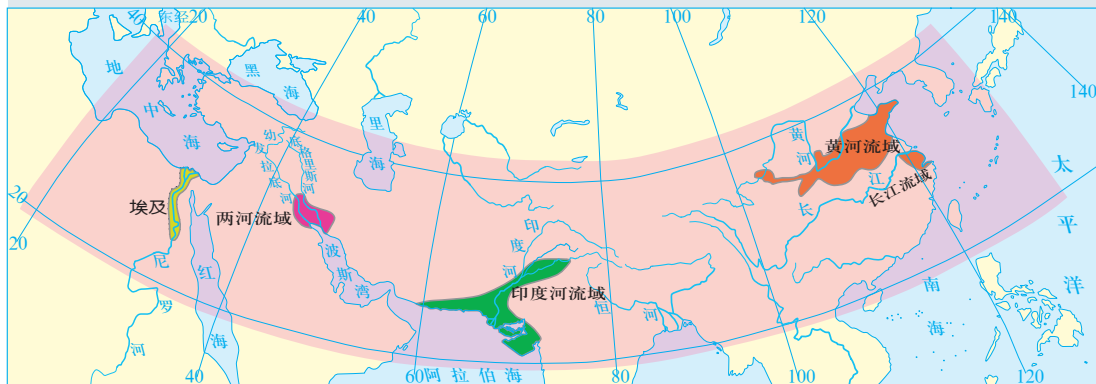 东经
40
20
40
60
80
100
120
140
140
地中海
黑海
里海
幼发拉底河
底格里斯河
黄河
黄河流域
长江
长江流域
太平洋
埃及
两河流域
印度河
印度河流域
恒河
波斯湾
尼罗河
红海
南海
20
20
40
60
阿拉伯海
80
100
120